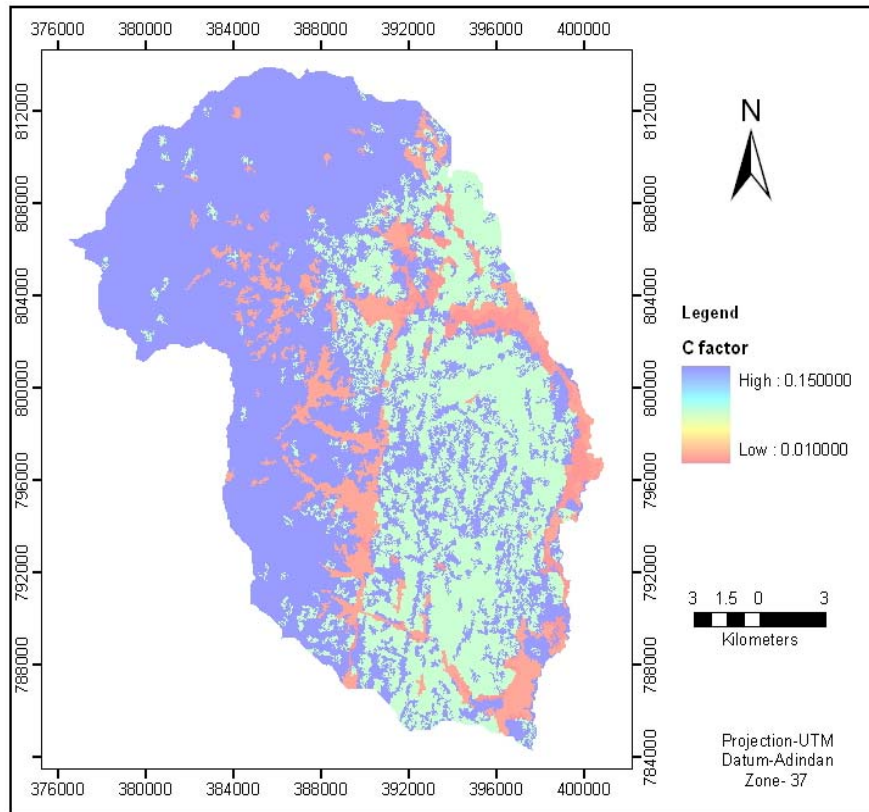 376000 380000 384000 388000 392000 396000 400000
812000
808000
804000
800000
796000
792000
788000
784000
812000
808000
804000
800000
796000
792000
788000
784000
376000 380000 384000 388000 392000 396000 400000
N
Legend
C factor
High : 0.150000
Low : 0.010000
3 1.5 0 3
Kilometers
Projection-UTM
Datum-Adindan
Zone- 37